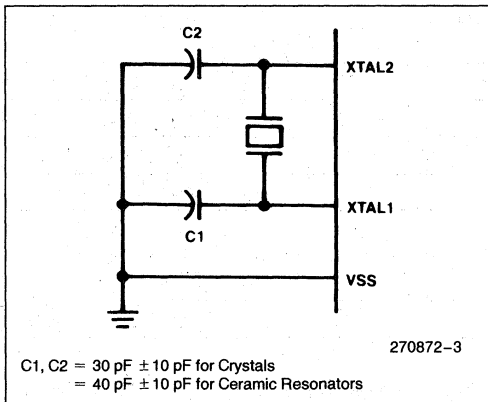 C2
XTAL2
XTAL1
C1
VSS
270872–3
C1, C2 = 30 pF ±10 pF for Crystals
= 40 pF ±10 pF for Ceramic Resonators